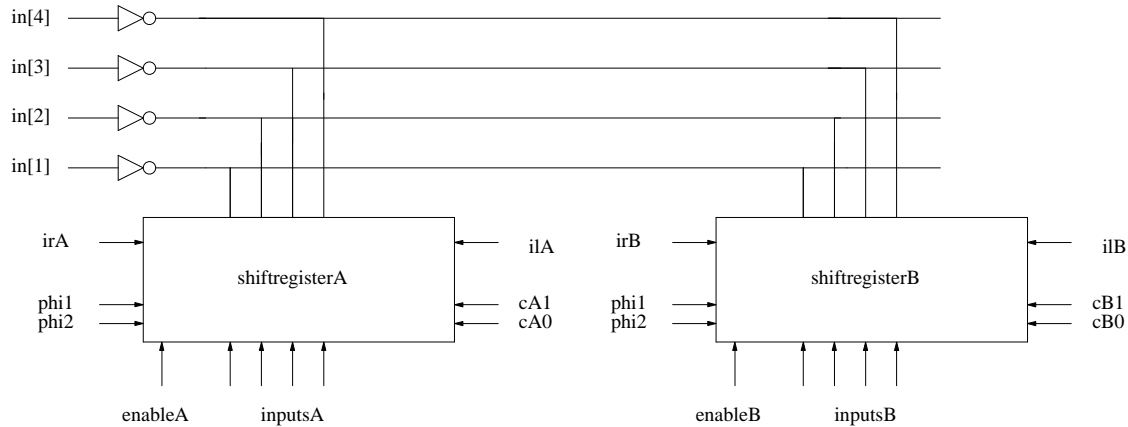 in[4]
in[3]
in[2]
in[1]
irA
ilA
irB
ilB
shiftregisterA
shiftregisterB
phi1
cA1
phi1
cB1
phi2
cA0
phi2
cB0
enableA
inputsA
enableB
inputsB